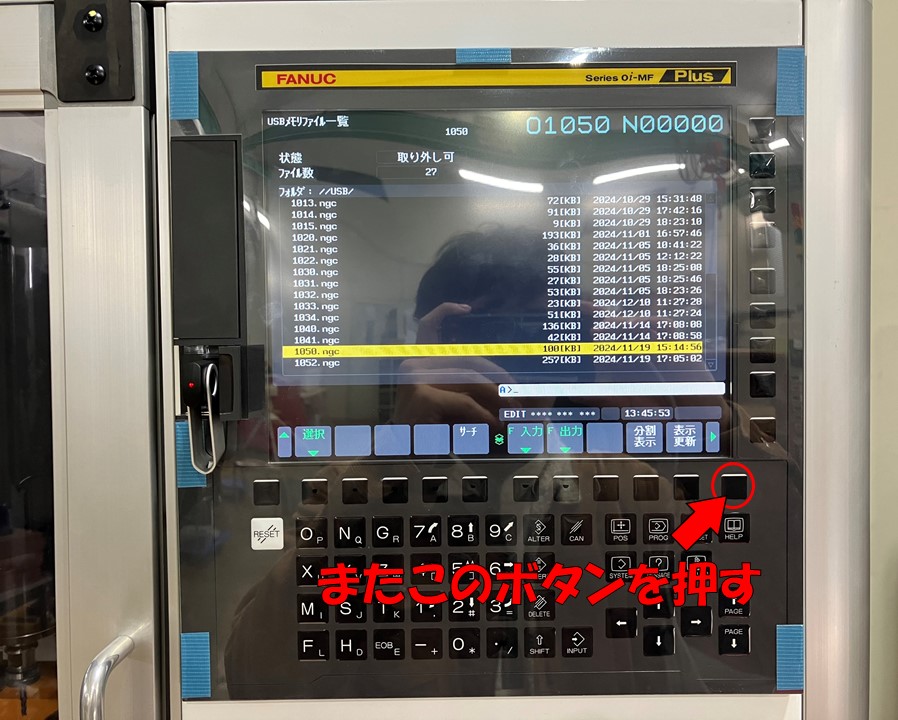 FANUC
Series 0i-MF Plus
USBメモリファイル一覧
O1050 N00000
1050
状態 取り外し可
ファイル数 27
フォルダ: //USB/
1013.ngc 72[KB] 2024/10/29 15:31:48
1014.ngc 91[KB] 2024/10/29 17:42:16
1015.ngc 9[KB] 2024/10/29 18:23:10
1020.ngc 193[KB] 2024/11/01 16:57:46
1021.ngc 36[KB] 2024/11/05 10:41:22
1022.ngc 28[KB] 2024/11/05 12:12:22
1030.ngc 55[KB] 2024/11/05 18:25:08
1031.ngc 27[KB] 2024/11/05 18:25:46
1032.ngc 53[KB] 2024/11/05 18:23:26
1033.ngc 23[KB] 2024/12/10 11:27:28
1034.ngc 51[KB] 2024/12/10 11:27:24
1040.ngc 136[KB] 2024/11/14 17:08:08
1041.ngc 42[KB] 2024/11/14 17:08:58
1050.ngc 100[KB] 2024/11/19 15:14:56
1052.ngc 257[KB] 2024/11/19 17:05:02
A>_
EDIT **** *** *** 13:45:53
選択 サーチ F 入力 F 出力 分割表示 表示更新
RESET O P N Q G R 7 A 8 B 9 C ALTER CAN POS PROG HELP
X
またこのボタンを押す
M I S J T K 1 2 # 3 = DELETE PAGE
F L H D EOB E - + 0 * . / SHIFT INPUT PAGE